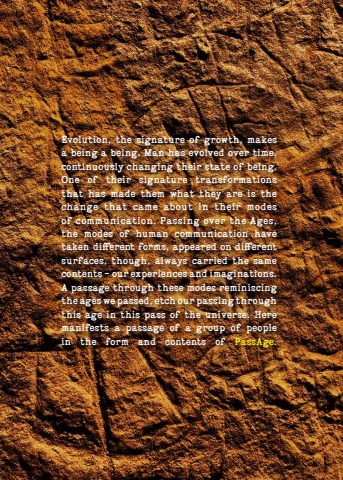 Evolution, the signature of growth, makes
a being a being. Man has evolved over time,
continuously changing their state of being.
One of their signature transformations
that has made them what they are is the
change that came about in their modes
of communication. Passing over the Ages,
the modes of human communication have
taken different forms, appeared on different
surfaces, though, always carried the same
contents - our experiences and imaginations.
A passage through these modes reminiscing
the ages we passed, etch our passing through
this age in this pass of the universe. Here
manifests a passage of a group of people
in the form and contents of PassAge.